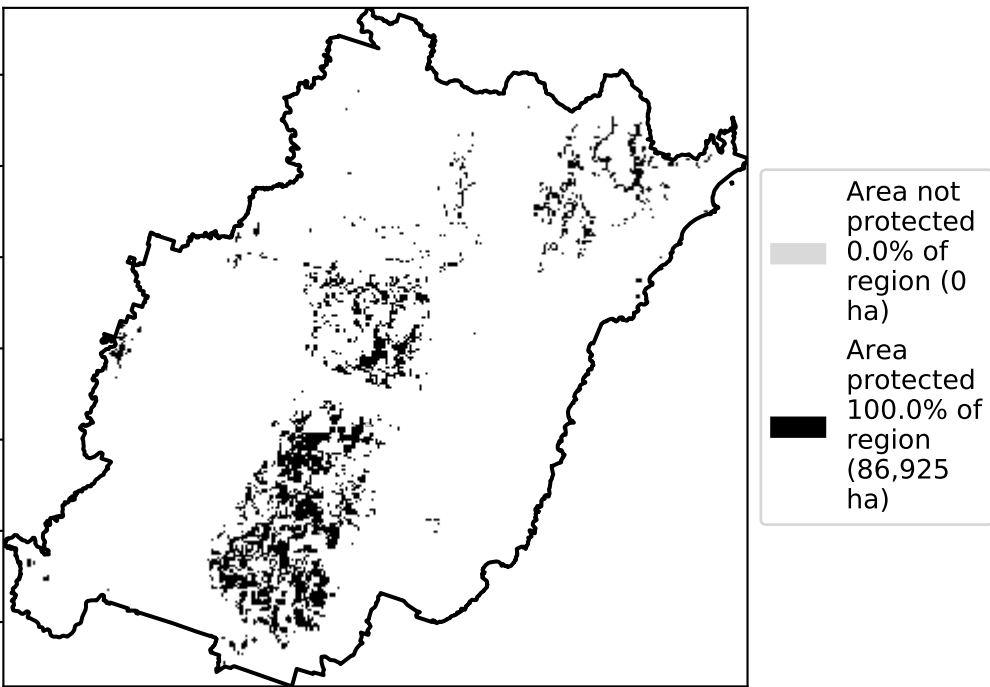 Area not
protected
0.0% of
region (0
ha)
Area
protected
100.0% of
region
(86,925
ha)